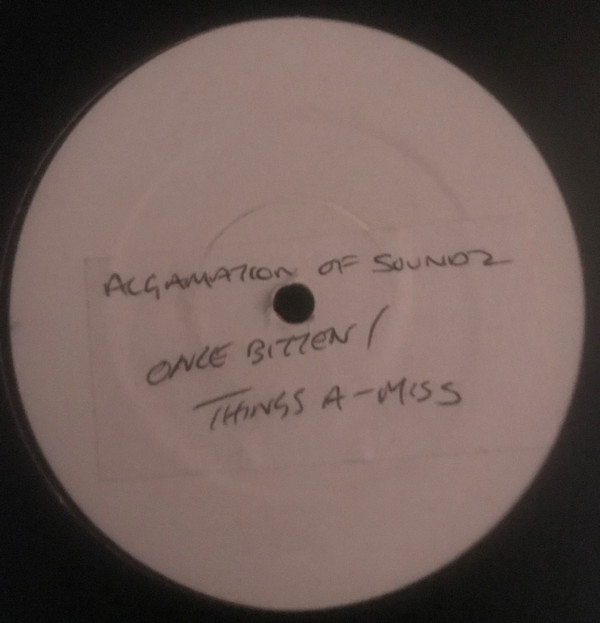 ALGAMATION OF SOUNDZ
ONCE BITTEN /
THINGS A-MISS